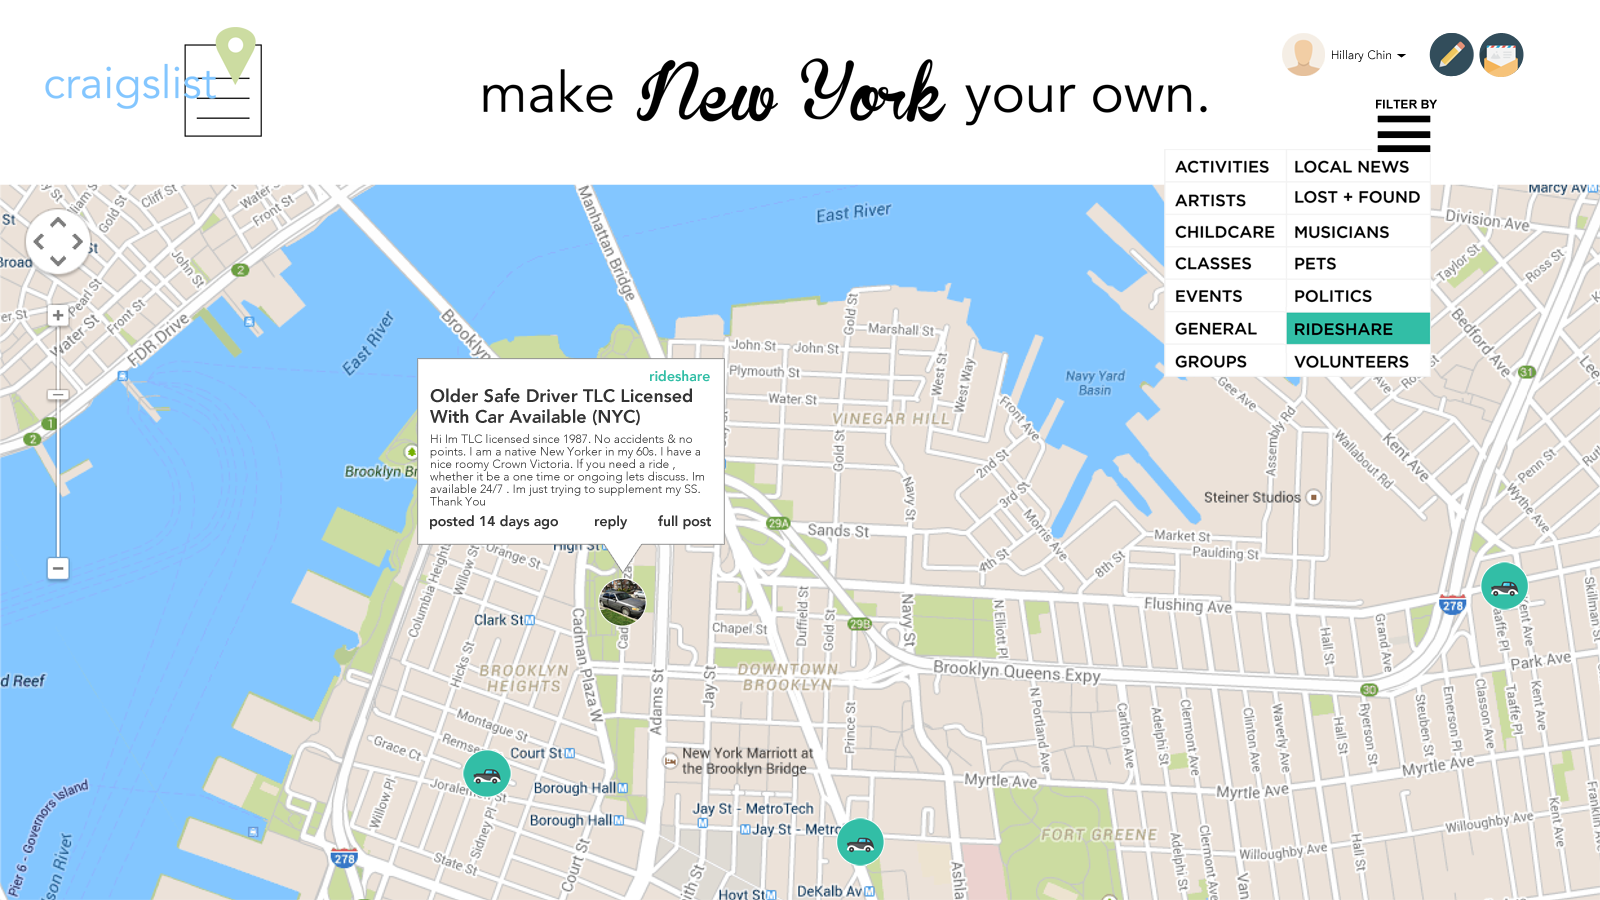 craigslist
make New York your own.
Hillary Chin
FILTER BY
ACTIVITIES
LOCAL NEWS
ARTISTS
LOST + FOUND
CHILDCARE
MUSICIANS
CLASSES
PETS
EVENTS
POLITICS
GENERAL
RIDESHARE
GROUPS
VOLUNTEERS
rideshare
Older Safe Driver TLC Licensed
With Car Available (NYC)
Hi Im TLC licensed since 1987. No accidents & no
points. I am a native New Yorker in my 60s. I have a
nice roomy Crown Victoria. If you need a ride ,
whether it be a one time or ongoing lets discuss. Im
available 24/7 . Im just trying to supplement my SS.
Thank You
posted 14 days ago
reply
full post
Cliff St
Gold St
Water St
Front St
John St
Pearl St
Front St
Water St
FDR Drive
2
1
2
East River
East River
Manhattan Bridge
Marcy Av
Division Ave
Ross St
Taylor St
Bedford Ave
31
Navy Yard
Basin
Marshall St
John St
John St
Plymouth St
Water St
Gold St
West St
West Way
Front Ave
VINEGAR HILL
Gold St
Navy St
2nd St
3rd St
Morris Ave
4th St
8th St
Assembly Rd
Gee Ave
Wallabout Rd
Kent Ave
Penn St
Wythe Ave
Steiner Studios
Market St
Paulding St
29A
Sands St
Flushing Ave
278
High St
Orange St
Willow St
Columbia Heights
Clark St
Hicks St
BROOKLYN
HEIGHTS
Cadman Plaza W
Adams St
Jay St
Chapel St
Duffield St
Gold St
29B
Navy St
N Elliott Pl
DOWNTOWN
BROOKLYN
Brooklyn Queens Expy
30
Hall St
Grand Ave
Park Ave
Taaffe Pl
Kent Ave
Classon Ave
Emerson Pl
Steuben St
Ryerson St
Hall St
Waverly Ave
Clinton Ave
Clermont Ave
Adelphi St
Carlton Ave
N Portland Ave
Prince St
Montague St
Grace Ct
Court St
New York Marriott at
the Brooklyn Bridge
Borough Hall
Borough Hall
Willow Pl
Sidney Pl
State St
Court St
Jay St - MetroTech
Hoyt St
DeKalb Av
Myrtle Ave
Myrtle Ave
Myrtle Ave
FORT GREENE
Willoughby Ave
Willoughby Ave
Adelphi St
Clermont Ave
Hall St
Kent Ave
278
Pier 6 - Governors Island